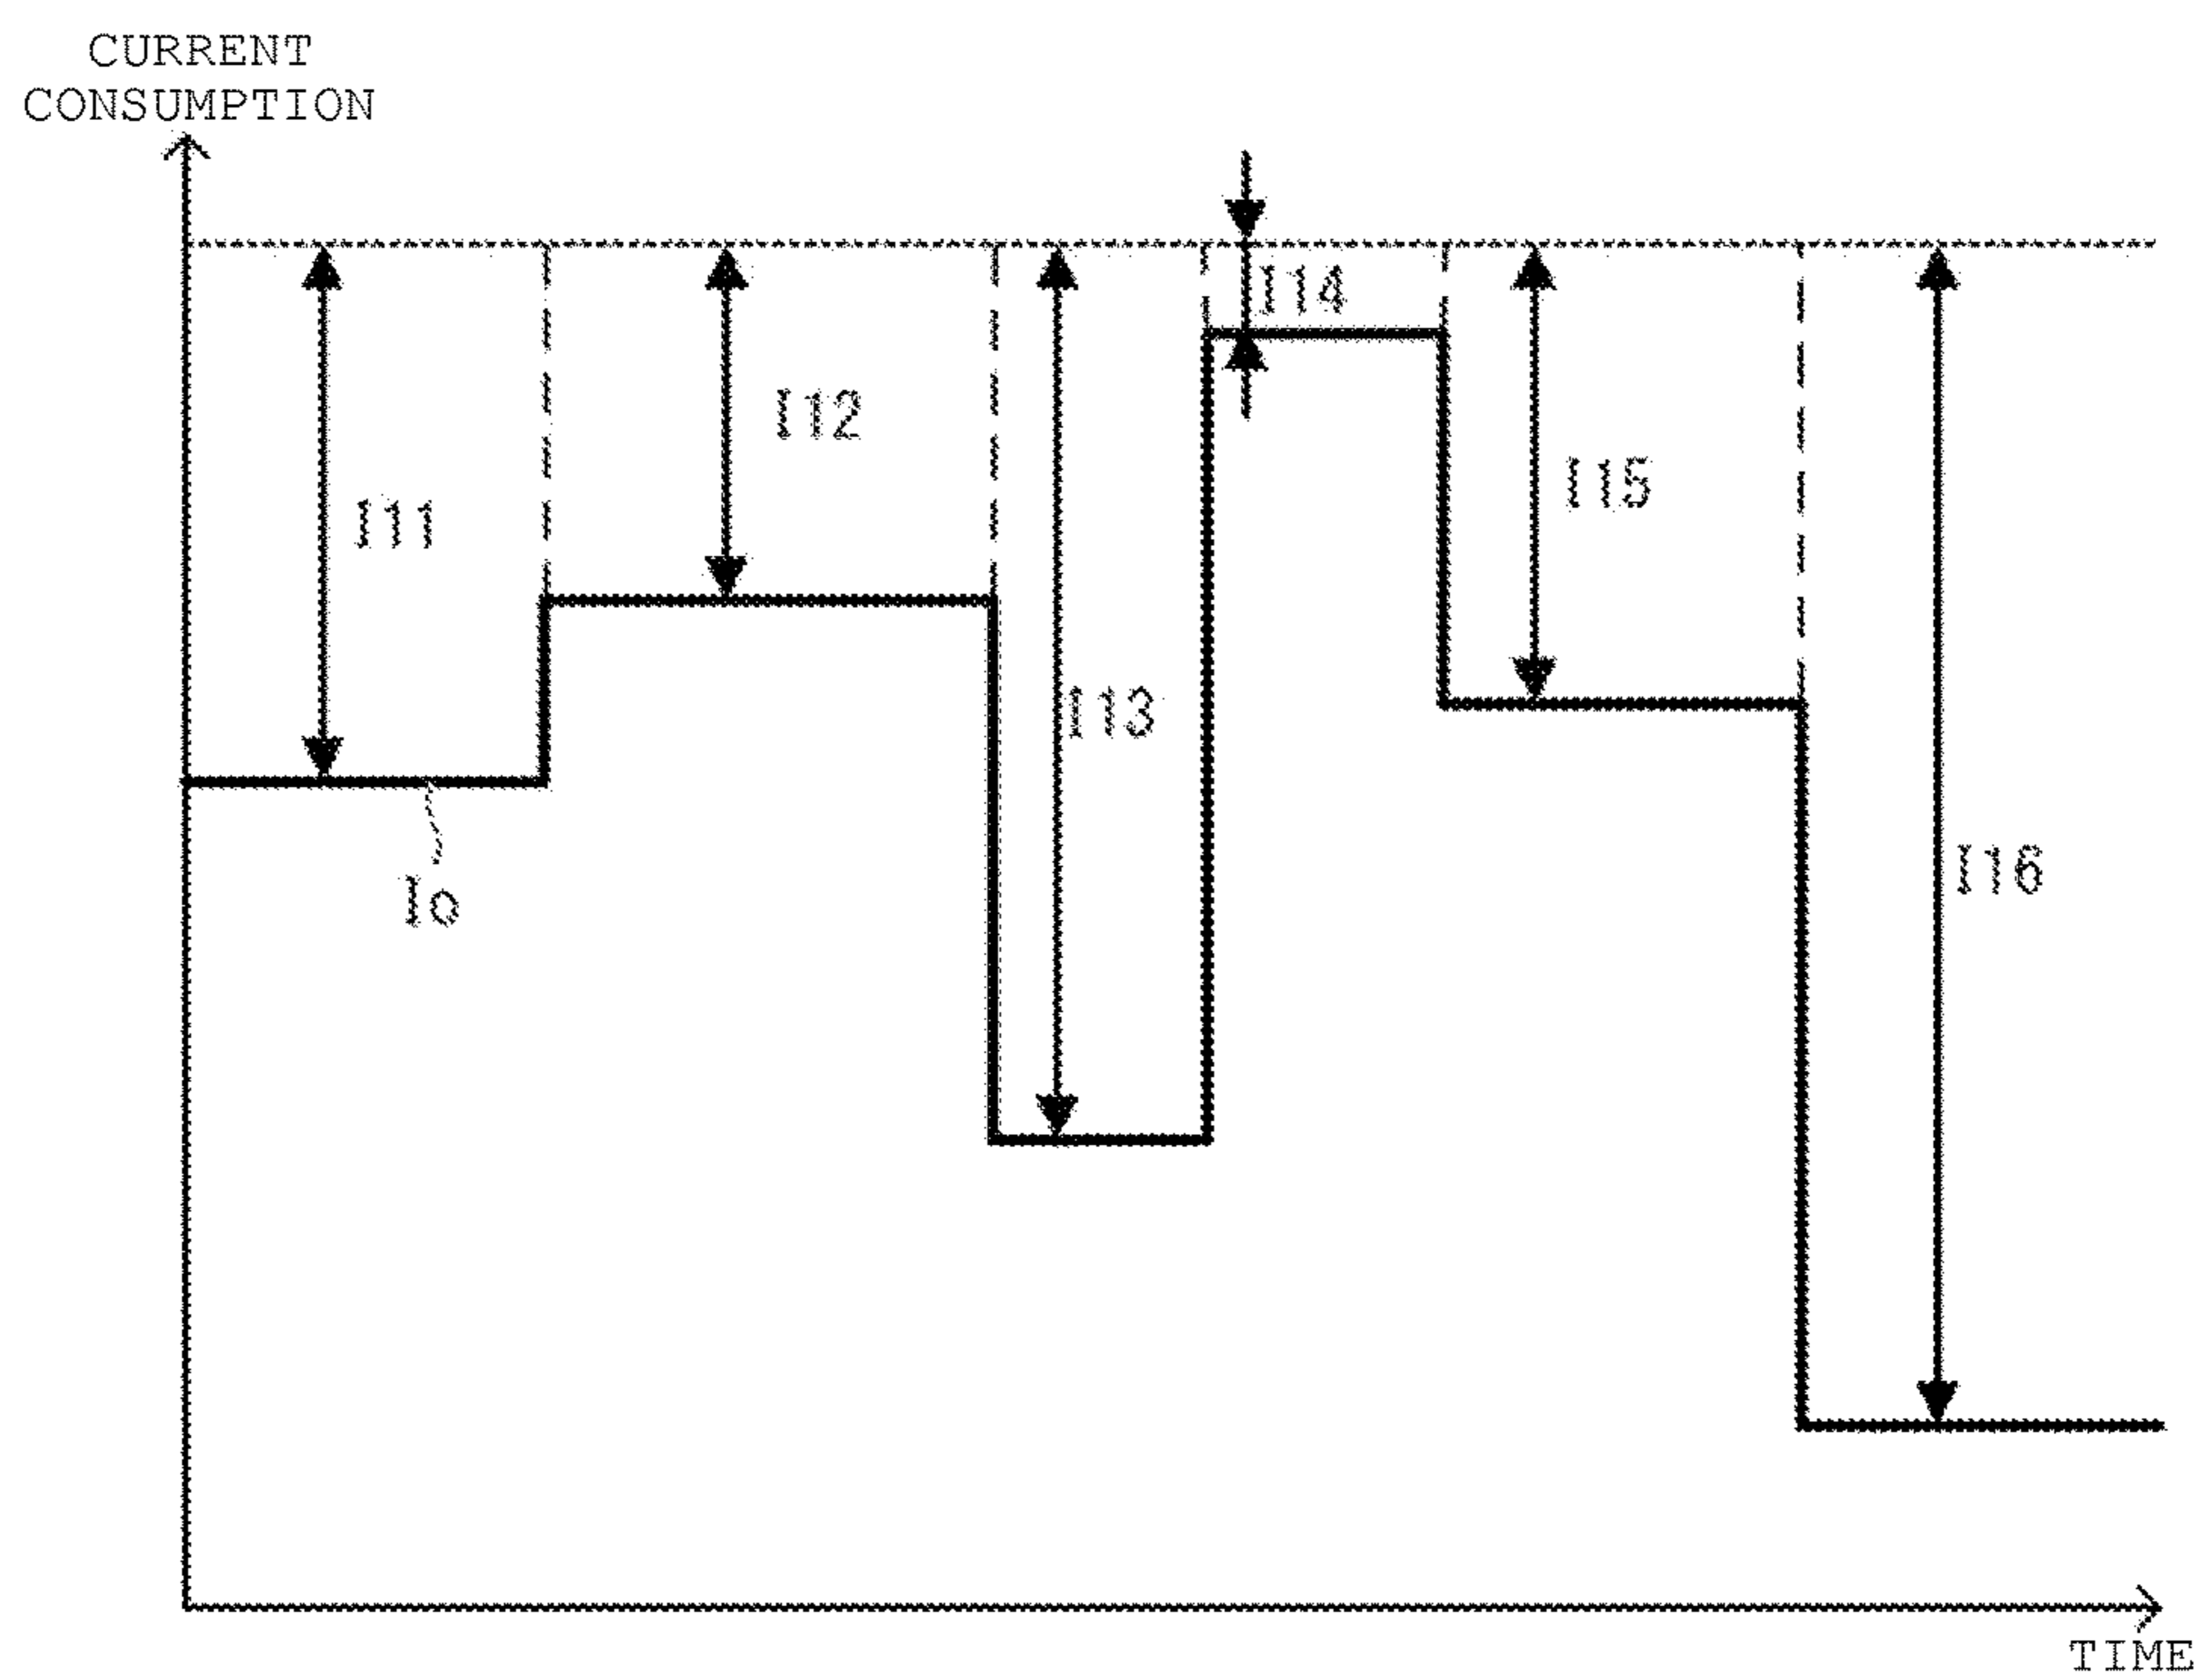 CURRENT
CONSUMPTION
I14
I12
I15
I11
I13
I16
Io
TIME